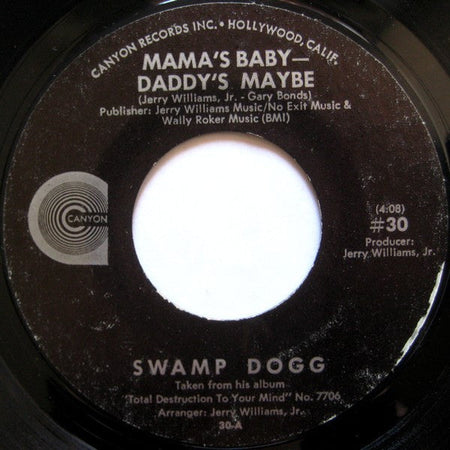 CANYON RECORDS INC. • HOLLYWOOD, CALIF.
MAMA'S BABY—
DADDY'S MAYBE
(Jerry Williams, Jr. - Gary Bonds)
Publisher: Jerry Williams Music/No Exit Music &
Wally Roker Music (BMI)
CANYON
(4:08)
#30
Producer:
Jerry Williams, Jr.
SWAMP DOGG
Taken from his album
"Total Destruction To Your Mind" No. 7706
Arranger: Jerry Williams, Jr.
30-A